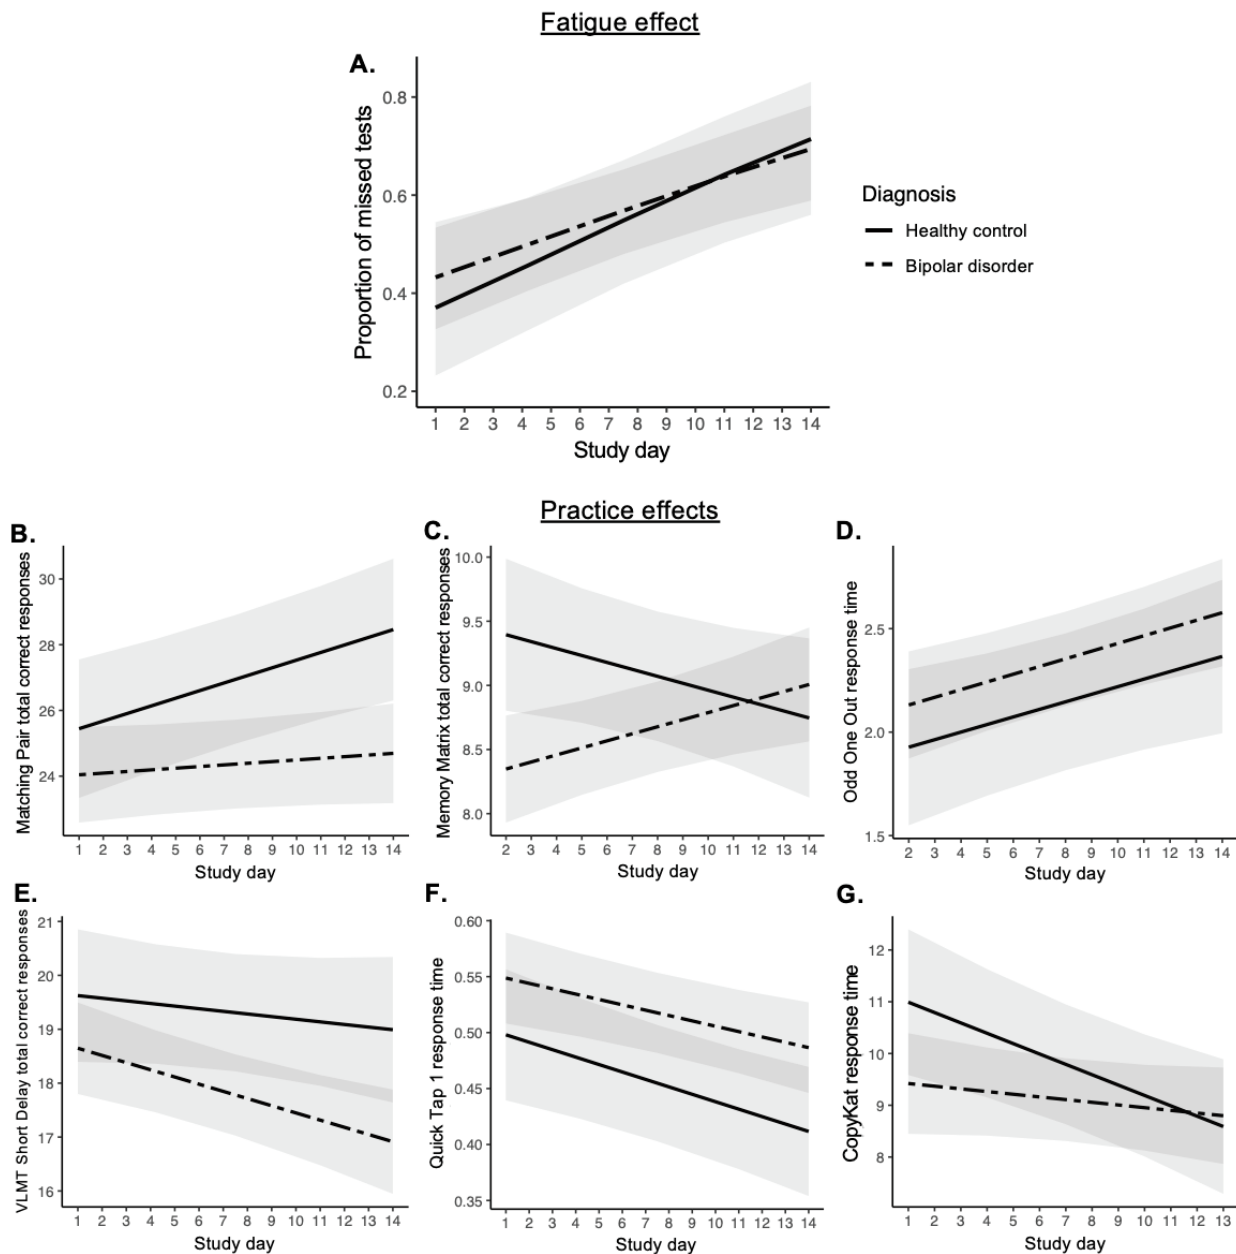 Fatigue effect
A.
Proportion of missed tests
0.8
0.6
0.4
0.2
1 2 3 4 5 6 7 8 9 10 11 12 13 14
Study day
Diagnosis
Healthy control
Bipolar disorder
Practice effects
B.
Matching Pair total correct responses
30
28
26
24
1 2 3 4 5 6 7 8 9 10 11 12 13 14
Study day
C.
Memory Matrix total correct responses
10.0
9.5
9.0
8.5
8.0
2 3 4 5 6 7 8 9 10 11 12 13 14
Study day
D.
Odd One Out response time
2.5
2.0
1.5
2 3 4 5 6 7 8 9 10 11 12 13 14
Study day
E.
VLMT Short Delay total correct responses
21
20
19
18
17
16
1 2 3 4 5 6 7 8 9 10 11 12 13 14
Study day
F.
Quick Tap 1 response time
0.60
0.55
0.50
0.45
0.40
0.35
1 2 3 4 5 6 7 8 9 10 11 12 13 14
Study day
G.
CopyKat response time
12
11
10
9
8
1 2 3 4 5 6 7 8 9 10 11 12 13
Study day